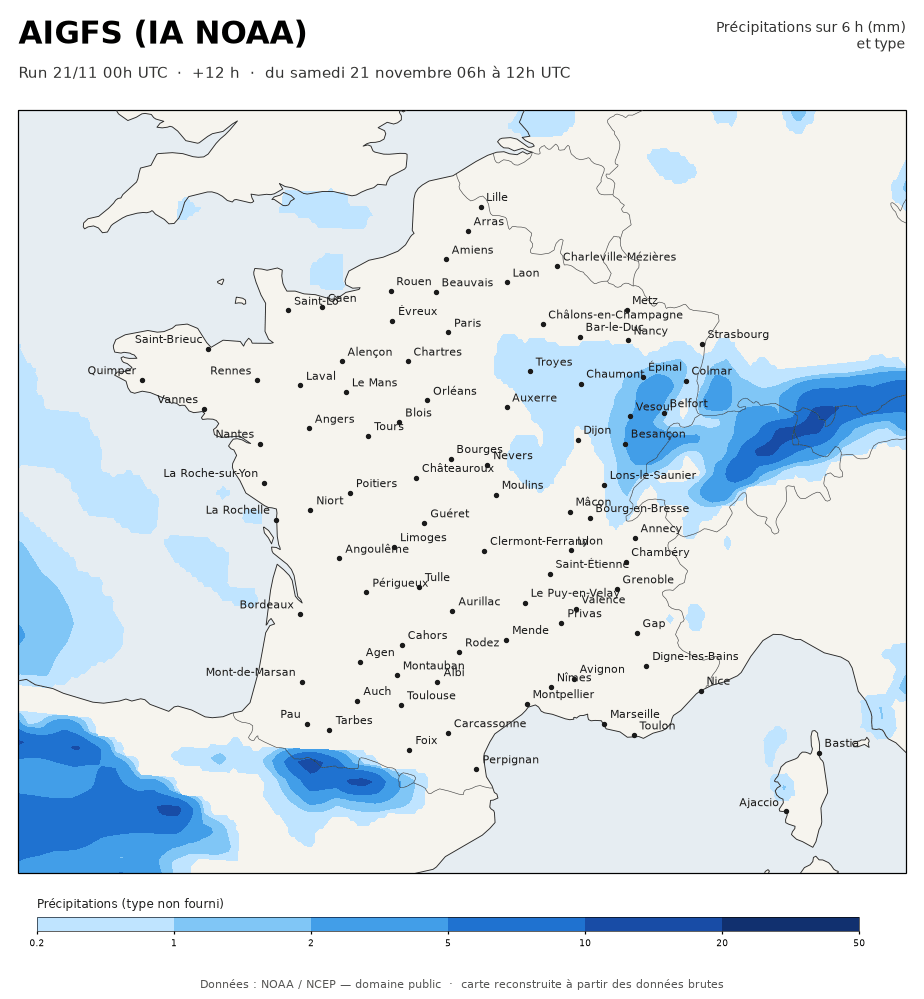 AIGFS (IA NOAA)
Précipitations sur 6 h (mm)
et type
Run 21/11 00h UTC · +12 h · du samedi 21 novembre 06h à 12h UTC
Lille
Arras
Amiens
Charleville-Mézières
Laon
Rouen
Beauvais
Saint-Lô
Caen
Metz
Évreux
Châlons-en-Champagne
Paris
Bar-le-Duc
Nancy
Saint-Brieuc
Strasbourg
Alençon
Chartres
Troyes
Quimper
Rennes
Laval
Le Mans
Chaumont
Épinal
Colmar
Orléans
Auxerre
Vannes
Blois
Vesoul
Belfort
Angers
Tours
Nantes
Dijon
Besançon
Bourges
Nevers
La Roche-sur-Yon
Châteauroux
Lons-le-Saunier
Poitiers
Moulins
Niort
La Rochelle
Mâcon
Bourg-en-Bresse
Guéret
Annecy
Limoges
Clermont-Ferrand
Lyon
Angoulême
Chambéry
Saint-Étienne
Périgueux
Tulle
Grenoble
Le Puy-en-Velay
Valence
Bordeaux
Aurillac
Privas
Gap
Mende
Cahors
Rodez
Agen
Digne-les-Bains
Mont-de-Marsan
Montauban
Albi
Avignon
Nîmes
Nice
Auch
Toulouse
Montpellier
Pau
Tarbes
Marseille
Toulon
Carcassonne
Foix
Bastia
Perpignan
Ajaccio
Précipitations (type non fourni)
0.2 1 2 5 10 20 50
Données : NOAA / NCEP — domaine public · carte reconstruite à partir des données brutes